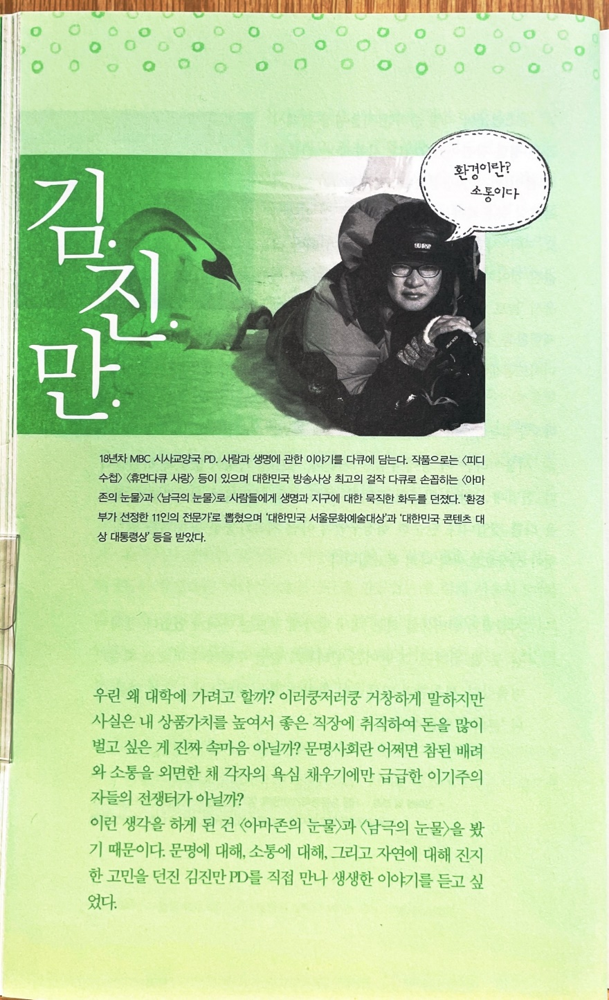 김.
진.
만.
환경이란?
소통이다
18년차 MBC 시사교양국 PD. 사람과 생명에 관한 이야기를 다큐에 담는다. 작품으로는 〈피디
수첩〉 〈휴먼다큐 사랑〉 등이 있으며 대한민국 방송사상 최고의 걸작 다큐로 손꼽히는 〈아마
존의 눈물〉과 〈남극의 눈물〉로 사람들에게 생명과 지구에 대한 묵직한 화두를 던졌다. ‘환경
부가 선정한 11인의 전문가’로 뽑혔으며 ‘대한민국 서울문화예술대상’과 ‘대한민국 콘텐츠 대
상 대통령상’ 등을 받았다.
우린 왜 대학에 가려고 할까? 이러쿵저러쿵 거창하게 말하지만
사실은 내 상품가치를 높여서 좋은 직장에 취직하여 돈을 많이
벌고 싶은 게 진짜 속마음 아닐까? 문명사회란 어쩌면 참된 배려
와 소통을 외면한 채 각자의 욕심 채우기에만 급급한 이기주의
자들의 전쟁터가 아닐까?
이런 생각을 하게 된 건 〈아마존의 눈물〉과 〈남극의 눈물〉을 봤
기 때문이다. 문명에 대해, 소통에 대해, 그리고 자연에 대해 진지
한 고민을 던진 김진만 PD를 직접 만나 생생한 이야기를 듣고 싶
었다.